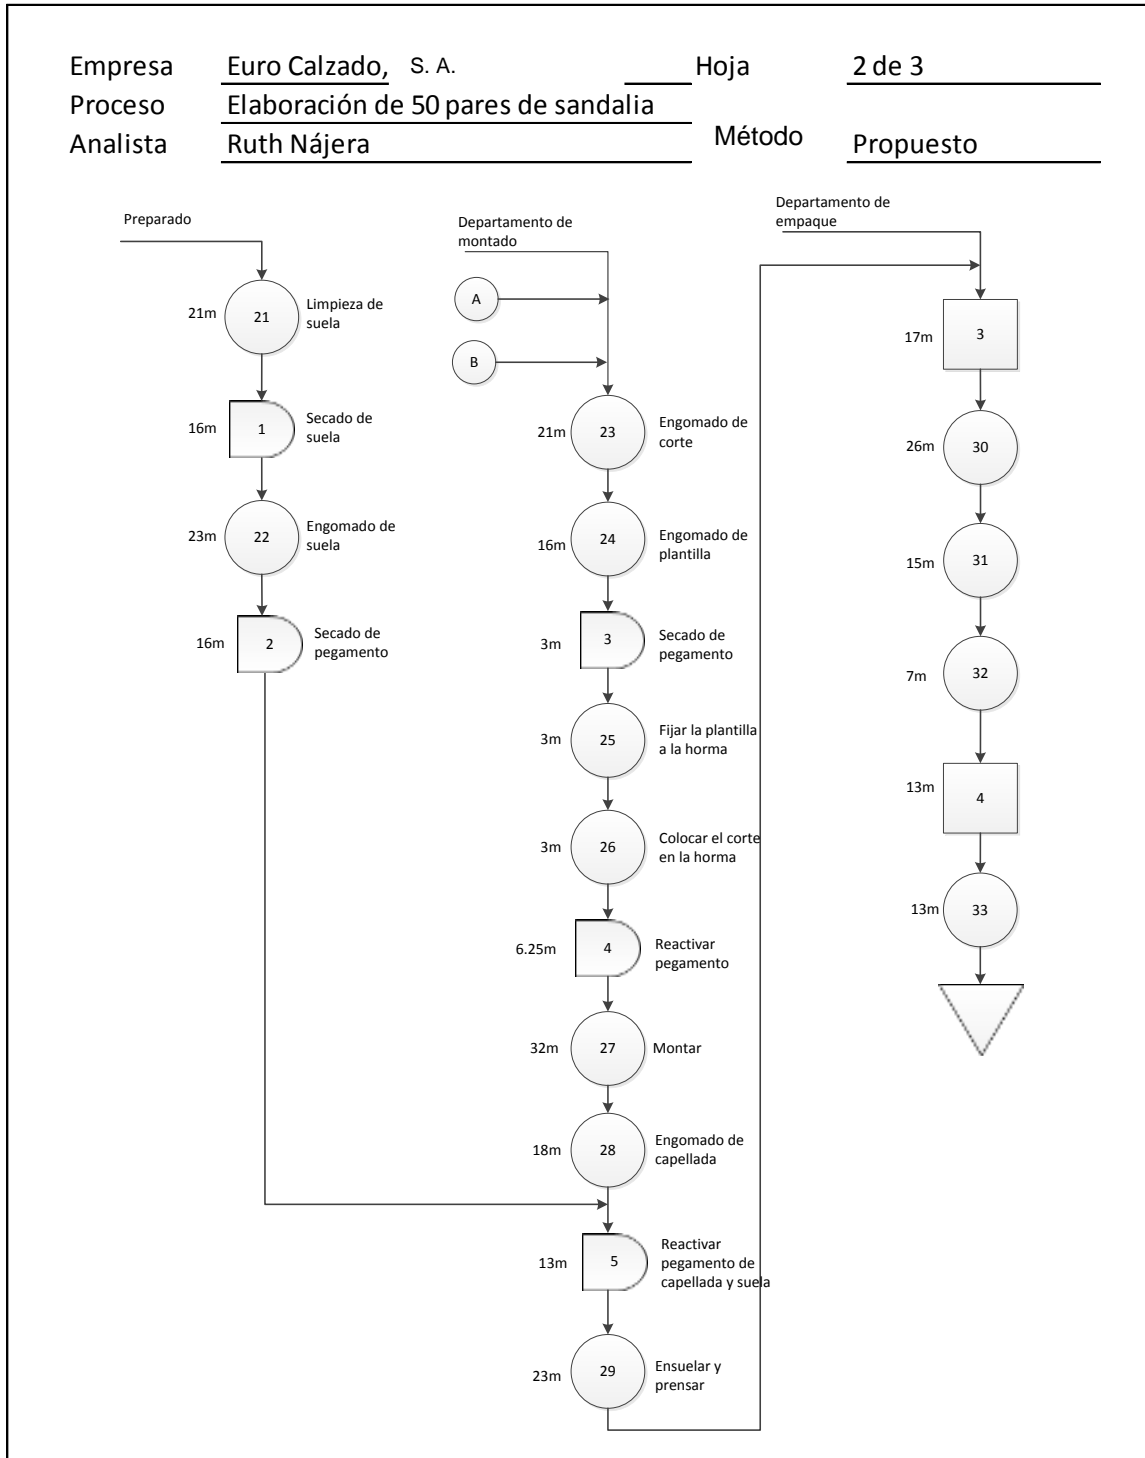 Empresa Euro Calzado, S. A. Hoja 2 de 3
Proceso Elaboración de 50 pares de sandalia
Analista Ruth Nájera Método Propuesto
Preparado
21m 21 Limpieza de
suela
16m 1 Secado de
suela
23m 22 Engomado de
suela
16m 2 Secado de
pegamento
Departamento de
montado
A
B
21m 23 Engomado de
corte
16m 24 Engomado de
plantilla
3m 3 Secado de
pegamento
3m 25 Fijar la plantilla
a la horma
3m 26 Colocar el corte
en la horma
6.25m 4 Reactivar
pegamento
32m 27 Montar
18m 28 Engomado de
capellada
13m 5 Reactivar
pegamento de
capellada y suela
23m 29 Ensuelar y
prensar
Departamento de
empaque
17m 3
26m 30
15m 31
7m 32
13m 4
13m 33